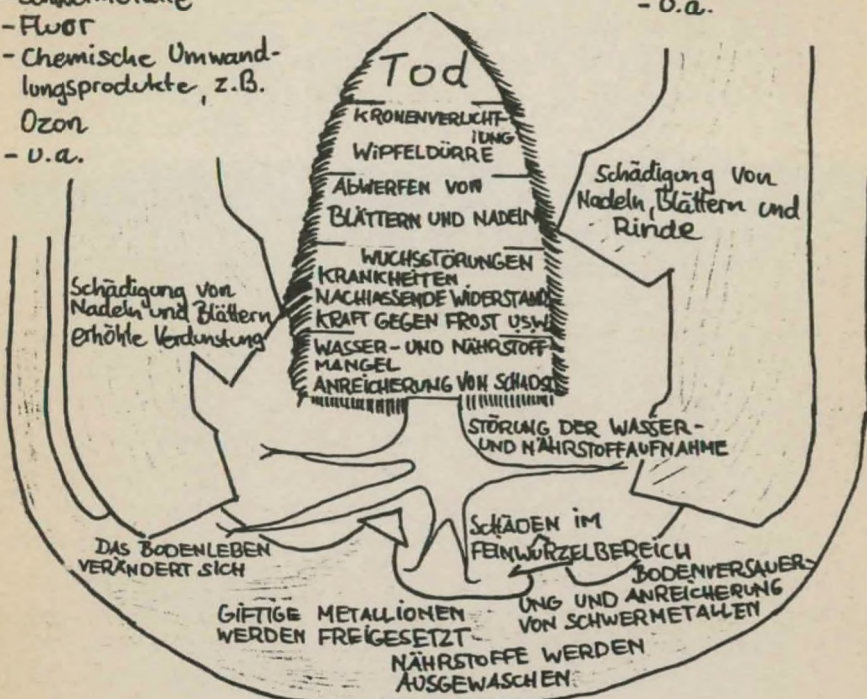 - Fluor
- Chemische Umwand-
lungsprodukte, z.B.
Ozon
- u.a.
- u.a.
Tod
KRONENVERLICHT-
IUNG
WIPFELDÜRRE
ABWERFEN VON
BLÄTTERN UND NADELN
WUCHSSTÖRUNGEN
KRANKHEITEN
NACHLASSENDE WIDERSTANDS
KRAFT GEGEN FROST USW.
WASSER- UND NÄHRSTOFF-
MANGEL
ANREICHERUNG VON SCHADST
Schädigung von
Nadeln und Blättern
erhöhte Verdunstung
Schädigung von
Nadeln, Blättern und
Rinde
STÖRUNG DER WASSER-
UND NÄHRSTOFFAUFNAHME
DAS BODENLEBEN
VERÄNDERT SICH
SCHÄDEN IM
FEINWURZELBEREICH
BODENVERSAUER-
UNG UND ANREICHERUNG
VON SCHWERMETALLEN
GIFTIGE METALLIONEN
WERDEN FREIGESETZT
NÄHRSTOFFE WERDEN
AUSGEWASCHEN